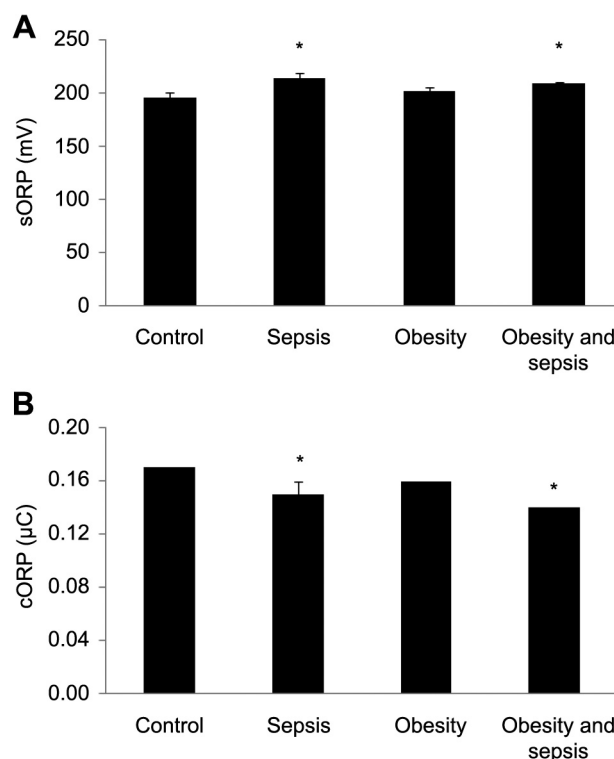 A
250
200
150
100
50
0
sORP (mV)
*
*
Control
Sepsis
Obesity
Obesity and
sepsis
B
0.20
0.16
0.12
0.08
0.04
0.00
cORP (µC)
*
*
Control
Sepsis
Obesity
Obesity and
sepsis